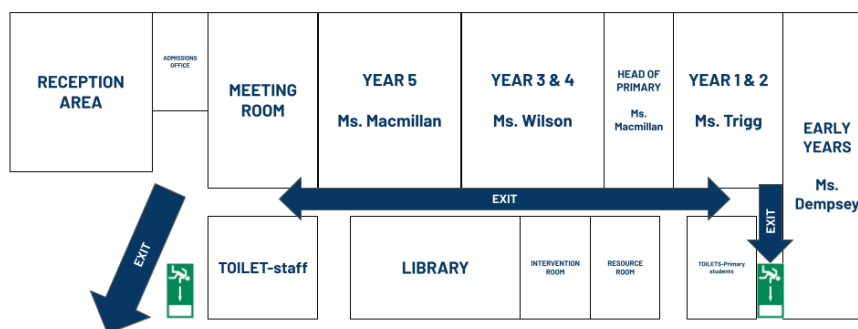 RECEPTION
AREA
ADMISSIONS
OFFICE
MEETING
ROOM
YEAR 5
Ms. Macmillan
YEAR 3 & 4
Ms. Wilson
HEAD OF
PRIMARY
Ms.
Macmillan
YEAR 1 & 2
Ms. Trigg
EARLY
YEARS
Ms.
Dempsey
EXIT
EXIT
EXIT
TOILET-staff
LIBRARY
INTERVENTION
ROOM
RESOURCE
ROOM
TOILETS-Primary
students